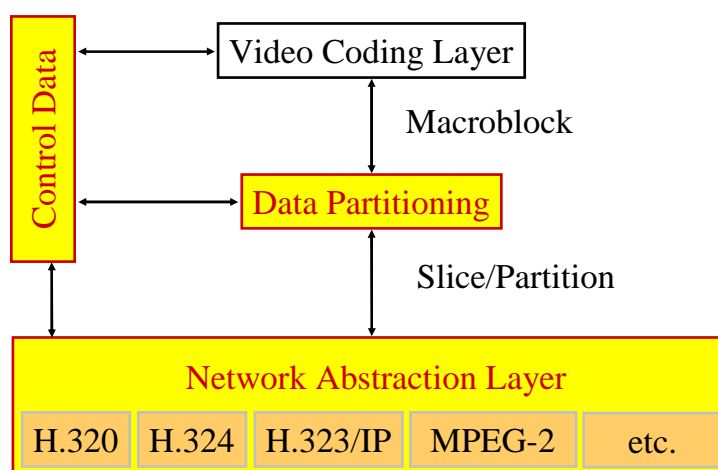 Control Data
Video Coding Layer
Macroblock
Data Partitioning
Slice/Partition
Network Abstraction Layer
H.320
H.324
H.323/IP
MPEG-2
etc.